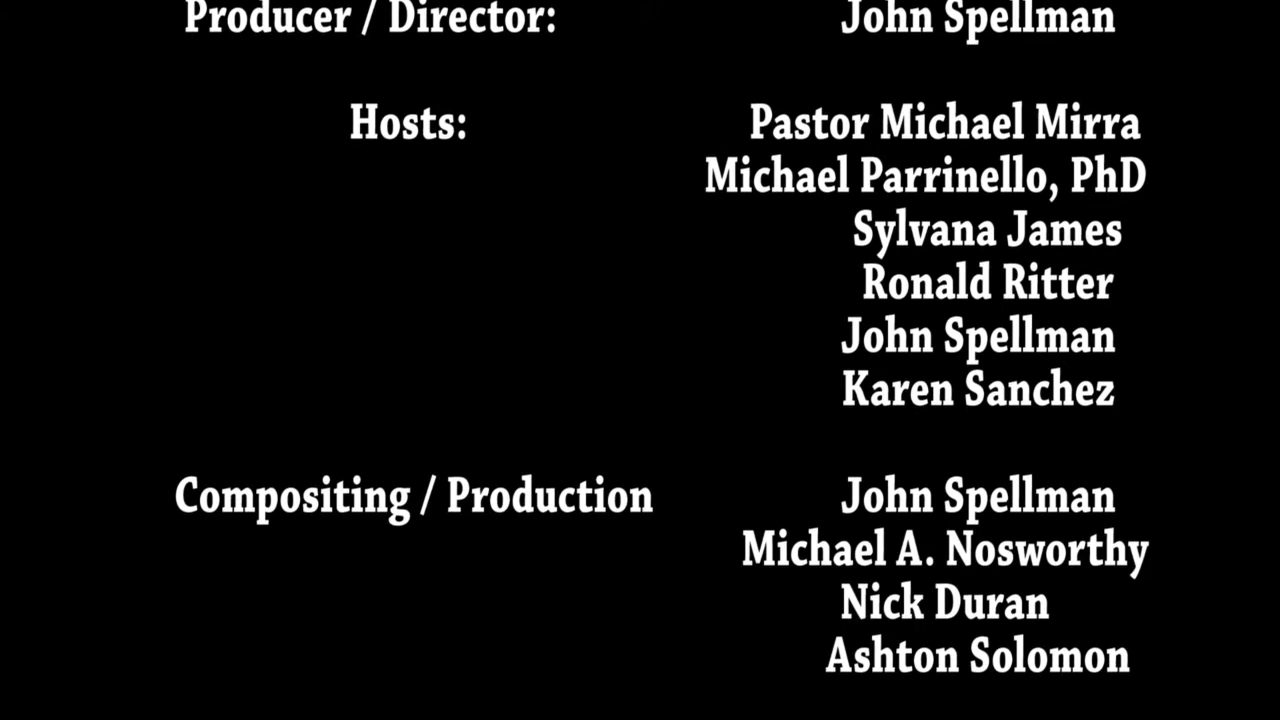 Producer / Director: John Spellman
Hosts: Pastor Michael Mirra
Michael Parrinello, PhD
Sylvana James
Ronald Ritter
John Spellman
Karen Sanchez
Compositing / Production John Spellman
Michael A. Nosworthy
Nick Duran
Ashton Solomon